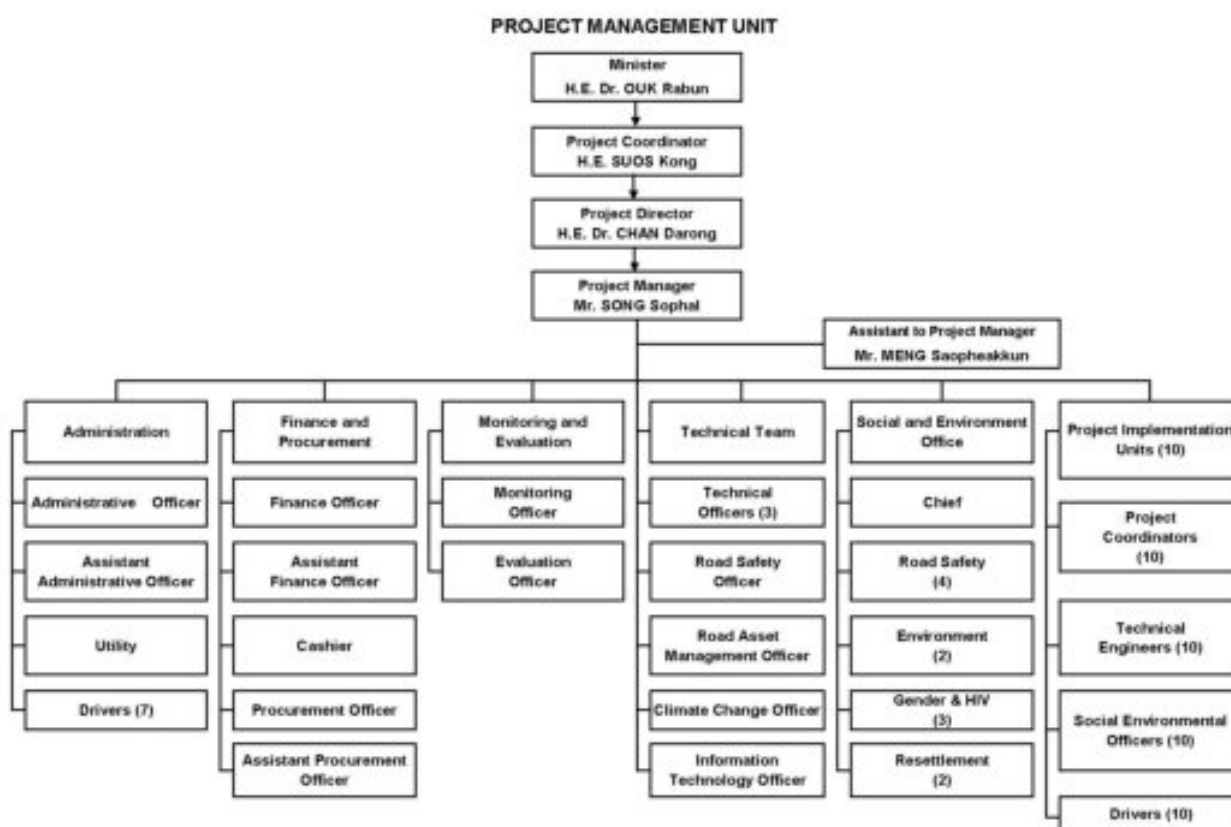 PROJECT MANAGEMENT UNIT
Minister
H.E. Dr. OUK Rabun
Project Coordinator
H.E. SUOS Kong
Project Director
H.E. Dr. CHAN Darong
Project Manager
Mr. SONG Sophal
Assistant to Project Manager
Mr. MENG Saopheakkun
Administration
Administrative Officer
Assistant
Administrative Officer
Utility
Drivers (7)
Finance and
Procurement
Finance Officer
Assistant
Finance Officer
Cashier
Procurement Officer
Assistant Procurement
Officer
Monitoring and
Evaluation
Monitoring
Officer
Evaluation
Officer
Technical Team
Technical
Officers (3)
Road Safety
Officer
Road Asset
Management Officer
Climate Change Officer
Information
Technology Officer
Social and Environment
Office
Chief
Road Safety
(4)
Environment
(2)
Gender & HIV
(3)
Resettlement
(2)
Project Implementation
Units (10)
Project
Coordinators
(10)
Technical
Engineers (10)
Social Environmental
Officers (10)
Drivers (10)